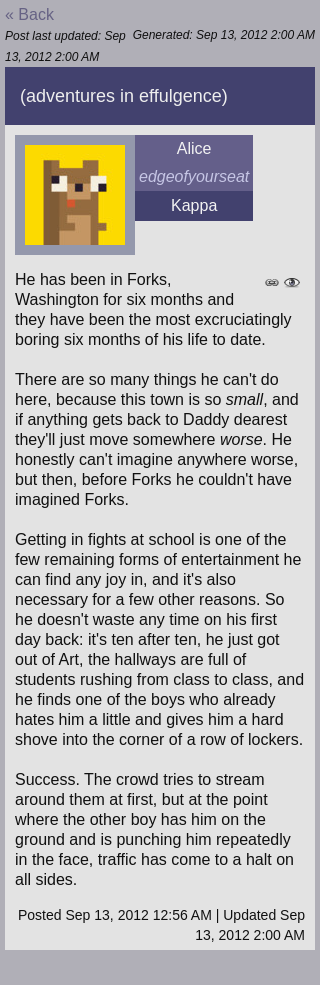 « Back
Post last updated: Sep 13, 2012 2:00 AM
Generated: Sep 13, 2012 2:00 AM
(adventures in effulgence)
Alice
edgeofyourseat
Kappa
He has been in Forks,
Washington for six months and
they have been the most excruciatingly
boring six months of his life to date.
There are so many things he can't do
here, because this town is so small, and
if anything gets back to Daddy dearest
they'll just move somewhere worse. He
honestly can't imagine anywhere worse,
but then, before Forks he couldn't have
imagined Forks.
Getting in fights at school is one of the
few remaining forms of entertainment he
can find any joy in, and it's also
necessary for a few other reasons. So
he doesn't waste any time on his first
day back: it's ten after ten, he just got
out of Art, the hallways are full of
students rushing from class to class, and
he finds one of the boys who already
hates him a little and gives him a hard
shove into the corner of a row of lockers.
Success. The crowd tries to stream
around them at first, but at the point
where the other boy has him on the
ground and is punching him repeatedly
in the face, traffic has come to a halt on
all sides.
Posted Sep 13, 2012 12:56 AM | Updated Sep
13, 2012 2:00 AM